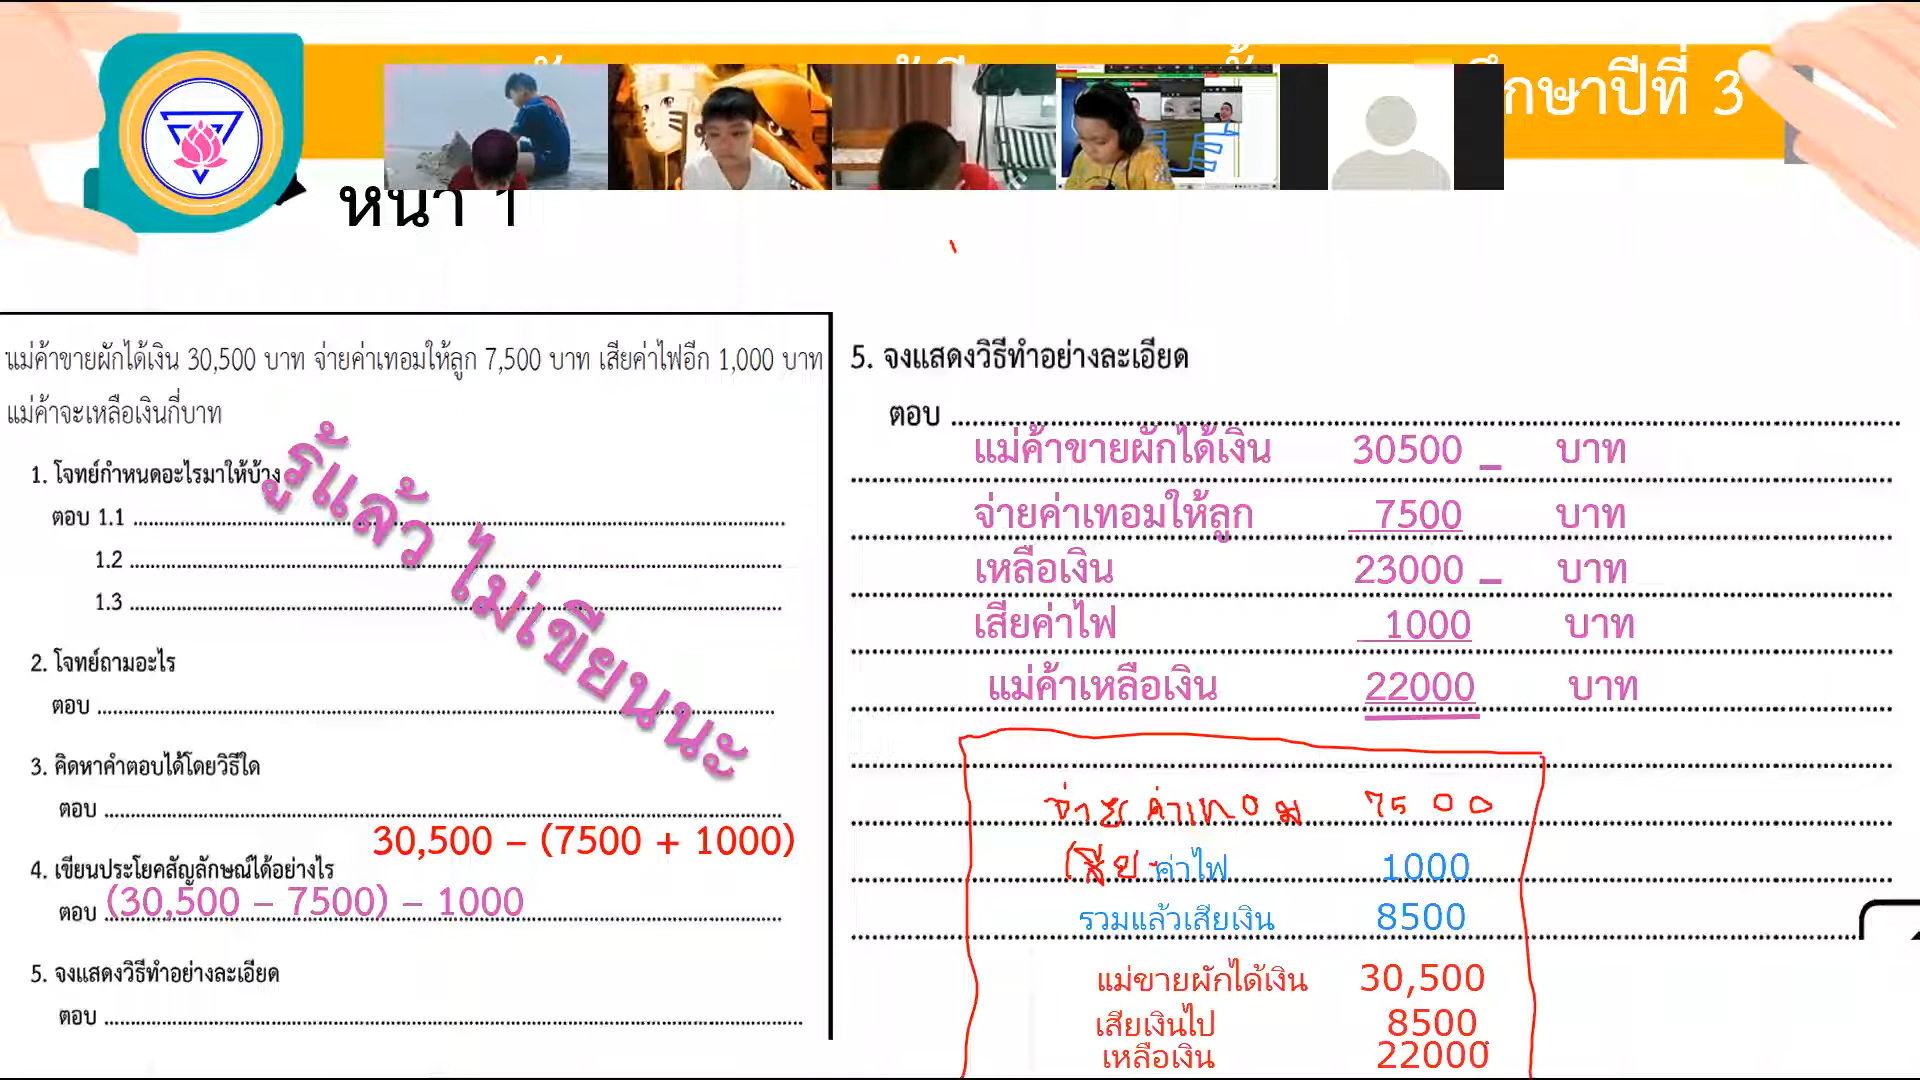 กษาปีที่ 3
หน้า 1
แม่ค้าขายผักได้เงิน 30,500 บาท จ่ายค่าเทอมให้ลูก 7,500 บาท เสียค่าไฟอีก 1,000 บาท
แม่ค้าจะเหลือเงินกี่บาท
1. โจทย์กำหนดอะไรมาให้บ้าง
ตอบ 1.1
1.2
1.3
รู้แล้ว ไม่เขียนนะ
2. โจทย์ถามอะไร
ตอบ
3. คิดหาคำตอบได้โดยวิธีใด
ตอบ
30,500 – (7500 + 1000)
4. เขียนประโยคสัญลักษณ์ได้อย่างไร
ตอบ (30,500 – 7500) – 1000
5. จงแสดงวิธีทำอย่างละเอียด
ตอบ
5. จงแสดงวิธีทำอย่างละเอียด
ตอบ
แม่ค้าขายผักได้เงิน 30500 – บาท
จ่ายค่าเทอมให้ลูก 7500 บาท
เหลือเงิน 23000 – บาท
เสียค่าไฟ 1000 บาท
แม่ค้าเหลือเงิน 22000 บาท
จ่ายค่าเทอม 7500
เสียค่าไฟ 1000
รวมแล้วเสียเงิน 8500
แม่ขายผักได้เงิน 30,500
เสียเงินไป 8500
เหลือเงิน 22000